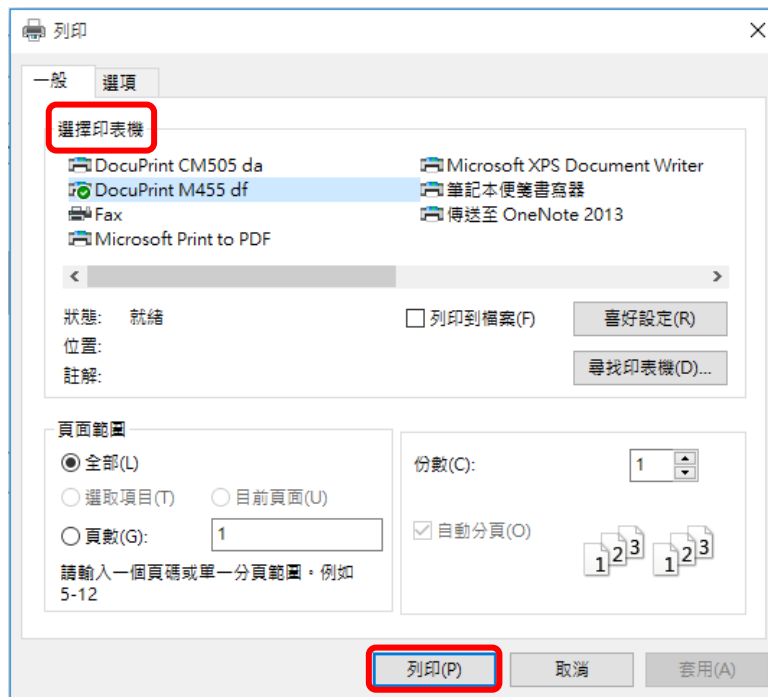 列印
一般 選項
選擇印表機
DocuPrint CM505 da
DocuPrint M455 df
Fax
Microsoft Print to PDF
Microsoft XPS Document Writer
筆記本便箋書寫器
傳送至 OneNote 2013
狀態: 就緒
位置:
註解:
列印到檔案(F)
喜好設定(R)
尋找印表機(D)...
頁面範圍
全部(L)
選取項目(T) 目前頁面(U)
頁數(G): 1
請輸入一個頁碼或單一分頁範圍。例如
5-12
份數(C): 1
自動分頁(O)
1 2 3 1 2 3
列印(P) 取消 套用(A)